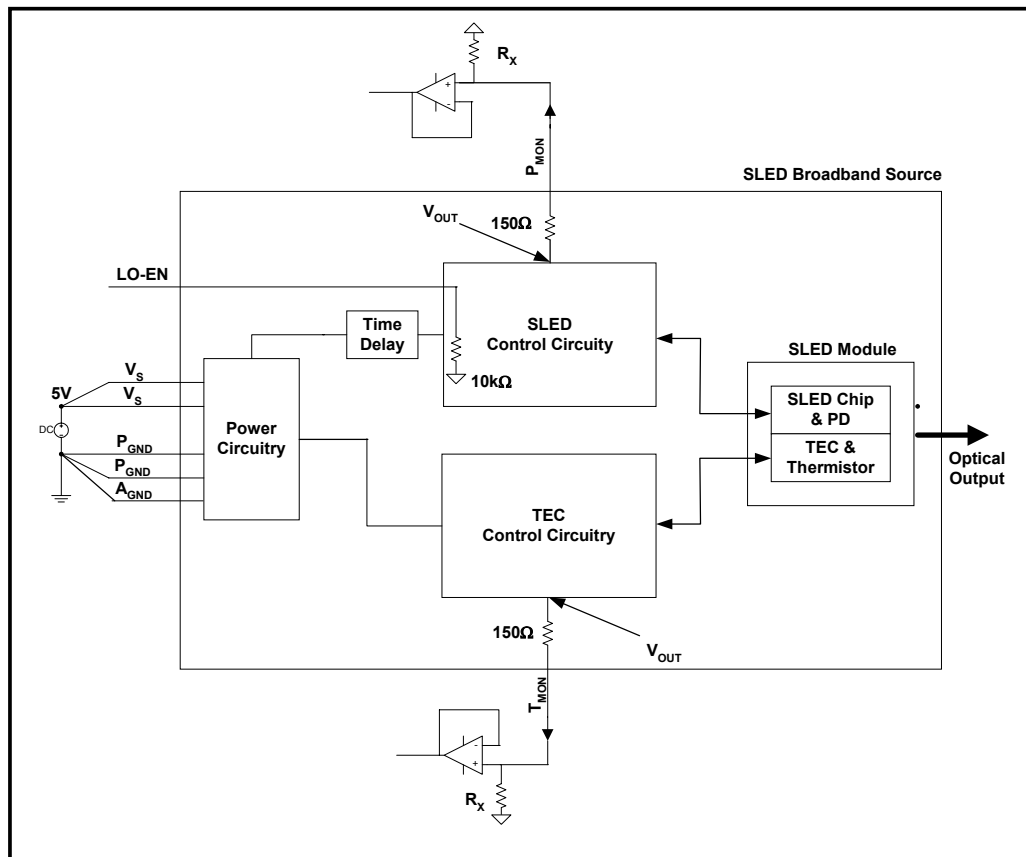 R_X
P_MON
SLED Broadband Source
V_OUT
150Ω
LO-EN
Time
Delay
SLED
Control Circuity
10kΩ
SLED Module
V_S
5V
V_S
DC
Power
Circuitry
P_GND
P_GND
A_GND
SLED Chip
& PD
TEC &
Thermistor
Optical
Output
TEC
Control Circuitry
150Ω
V_OUT
T_MON
R_X